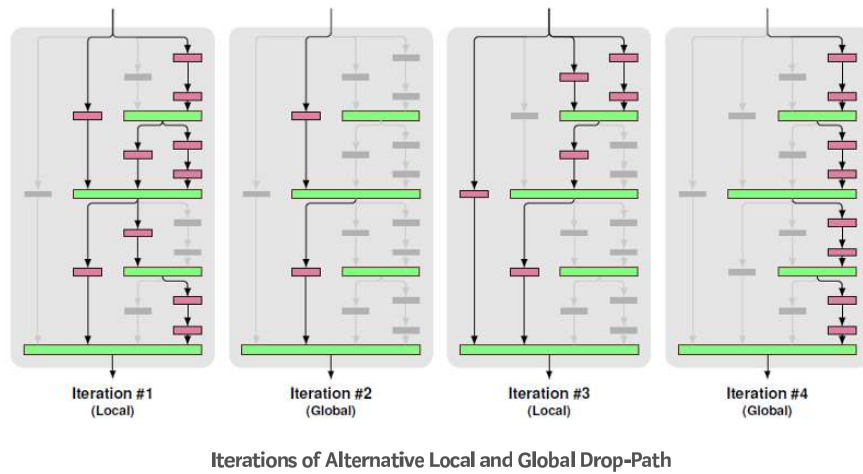 Iteration #1
(Local)
Iteration #2
(Global)
Iteration #3
(Local)
Iteration #4
(Global)
Iterations of Alternative Local and Global Drop-Path